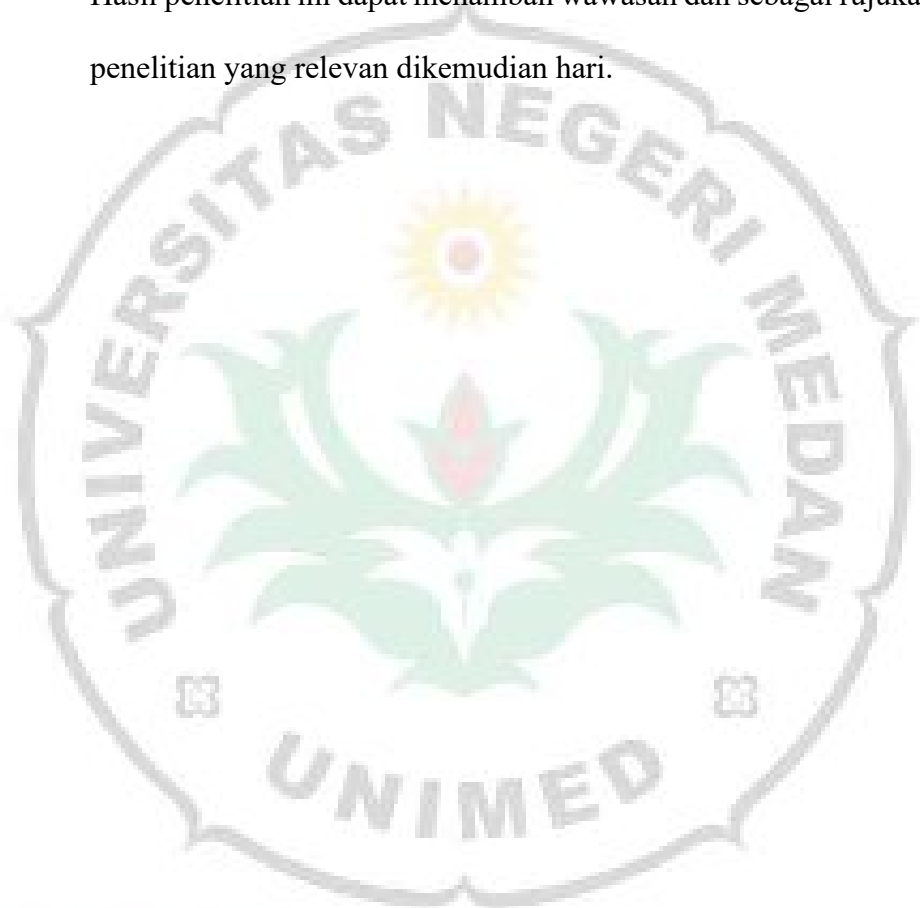 Hasil penelitian ini dapat menambah wawasan dan sebagai
penelitian yang relevan dikemudian hari.
UNIVERSITAS NEGERI MEDAN
UNIMED